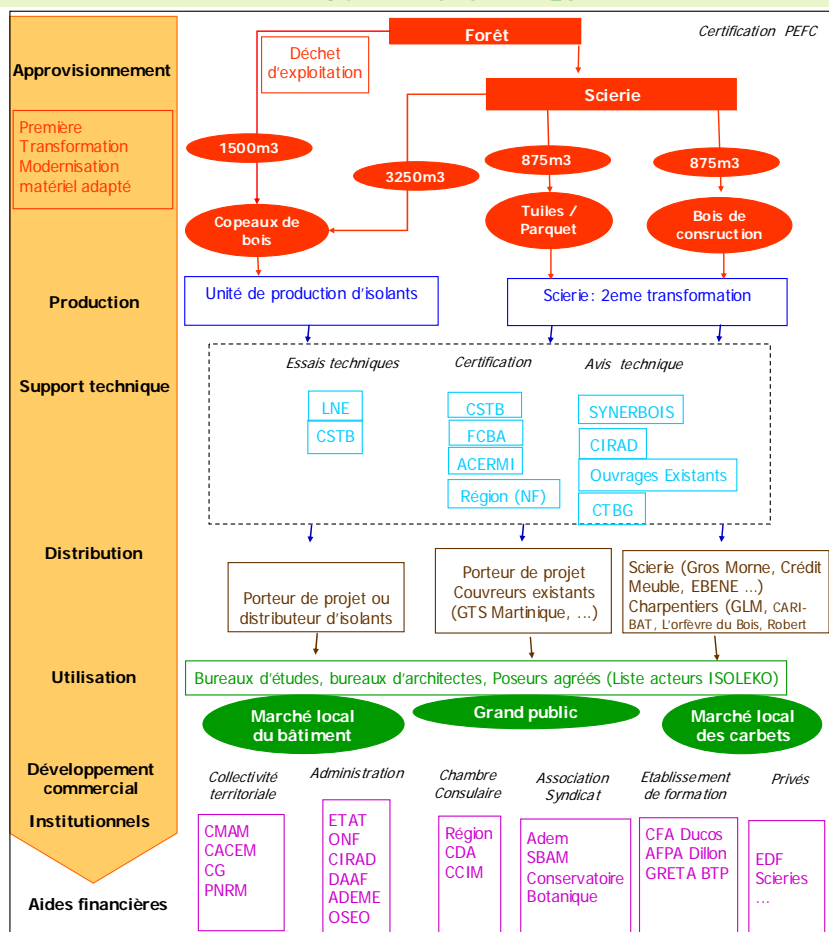 Forêt
Certification PEFC
Déchet
d'exploitation
Approvisionnement
Scierie
Première
Transformation
Modernisation
matériel adapté
1500m3
3250m3
875m3
875m3
Copeaux de
bois
Tuiles /
Parquet
Bois de
consruction
Production
Unité de production d'isolants
Scierie: 2eme transformation
Support technique
Essais techniques
Certification
Avis technique
LNE
CSTB
CSTB
FCBA
ACERMI
Région (NF)
SYNERBOIS
CIRAD
Ouvrages Existants
CTBG
Distribution
Porteur de projet ou
distributeur d'isolants
Porteur de projet
Couvreurs existants
(GTS Martinique, ...)
Scierie (Gros Morne, Crédit
Meuble, EBENE ...)
Charpentiers (GLM, CARI-
BAT, L'orfèvre du Bois, Robert
Utilisation
Bureaux d'études, bureaux d'architectes, Poseurs agréés (Liste acteurs ISOLEKO)
Marché local
du bâtiment
Grand public
Marché local
des carbets
Développement
commercial
Institutionnels
Aides financières
Collectivité
territoriale
Administration
Chambre
Consulaire
Association
Syndicat
Etablissement
de formation
Privés
CMAM
CACEM
CG
PNRM
ETAT
ONF
CIRAD
DAAF
ADEME
OSEO
Région
CDA
CCIM
Adem
SBAM
Conservatoire
Botanique
CFA Ducos
AFPA Dillon
GRETA BTP
EDF
Scieries
...